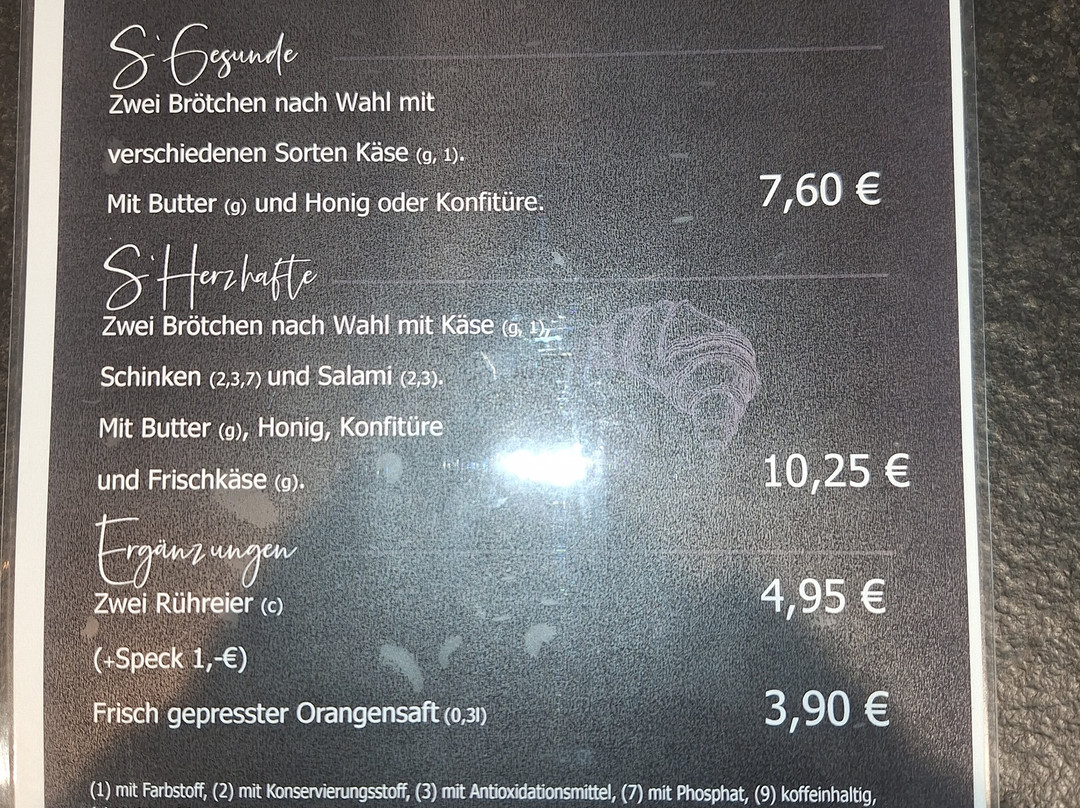 S'Gesunde
Zwei Brötchen nach Wahl mit
verschiedenen Sorten Käse (g, 1).
Mit Butter (g) und Honig oder Konfitüre. 7,60 €
S'Herzhafte
Zwei Brötchen nach Wahl mit Käse (g, 1),
Schinken (2,3,7) und Salami (2,3).
Mit Butter (g), Honig, Konfitüre
und Frischkäse (g). 10,25 €
Ergänzungen
Zwei Rühreier (c) 4,95 €
(+Speck 1,-€)
Frisch gepresster Orangensaft (0,3l) 3,90 €
(1) mit Farbstoff, (2) mit Konservierungsstoff, (3) mit Antioxidationsmittel, (7) mit Phosphat, (9) koffeinhaltig,